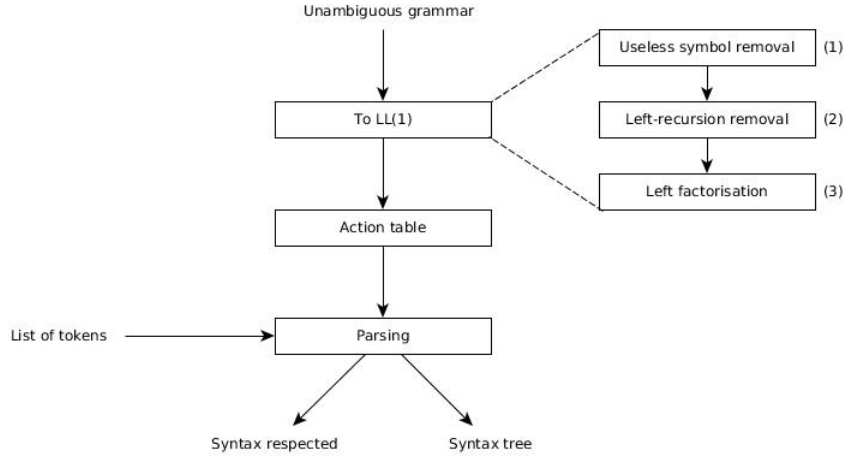 Unambiguous grammar
Useless symbol removal (1)
To LL(1)
Left-recursion removal (2)
Left factorisation (3)
Action table
List of tokens
Parsing
Syntax respected
Syntax tree